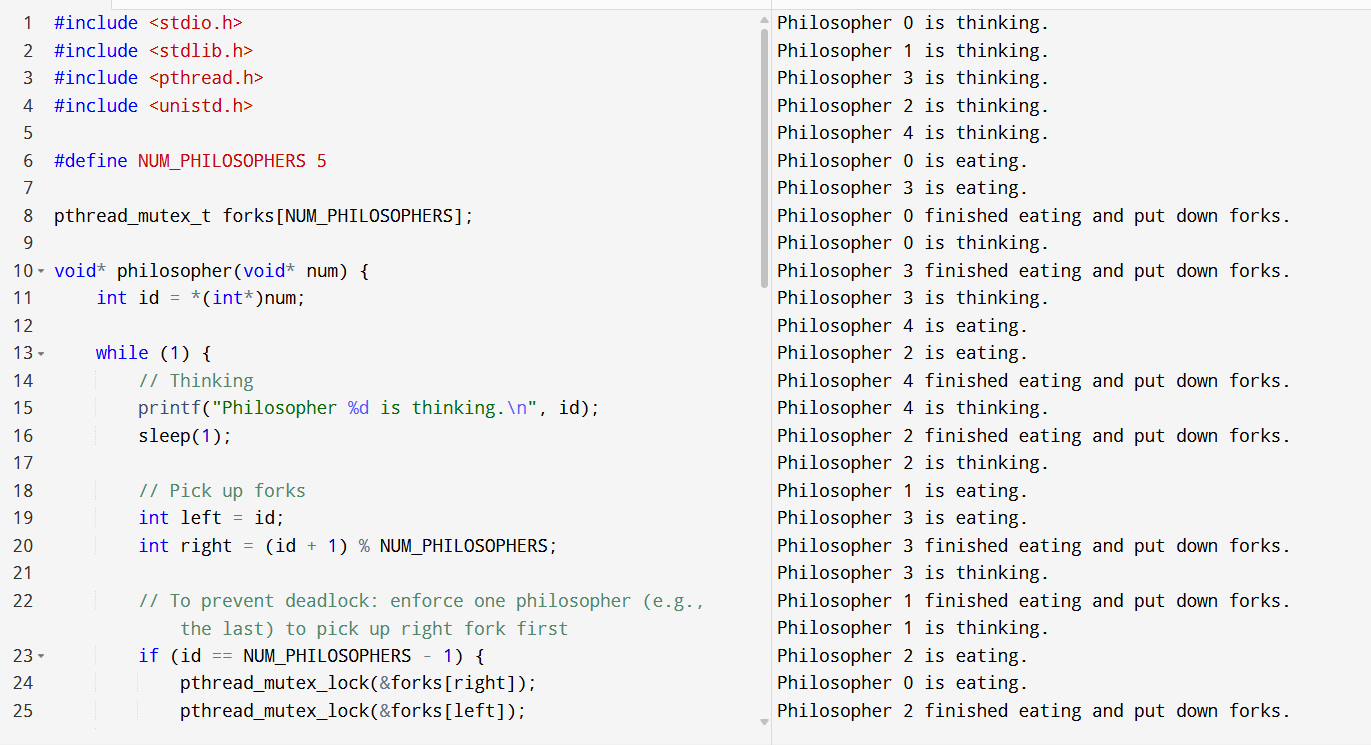 1 #include <stdio.h>
2 #include <stdlib.h>
3 #include <pthread.h>
4 #include <unistd.h>
5
6 #define NUM_PHILOSOPHERS 5
7
8 pthread_mutex_t forks[NUM_PHILOSOPHERS];
9
10 void* philosopher(void* num) {
11     int id = *(int*)num;
12
13     while (1) {
14         // Thinking
15         printf("Philosopher %d is thinking.\n", id);
16         sleep(1);
17
18         // Pick up forks
19         int left = id;
20         int right = (id + 1) % NUM_PHILOSOPHERS;
21
22         // To prevent deadlock: enforce one philosopher (e.g.,
            the last) to pick up right fork first
23         if (id == NUM_PHILOSOPHERS - 1) {
24             pthread_mutex_lock(&forks[right]);
25             pthread_mutex_lock(&forks[left]);
Philosopher 0 is thinking.
Philosopher 1 is thinking.
Philosopher 3 is thinking.
Philosopher 2 is thinking.
Philosopher 4 is thinking.
Philosopher 0 is eating.
Philosopher 3 is eating.
Philosopher 0 finished eating and put down forks.
Philosopher 0 is thinking.
Philosopher 3 finished eating and put down forks.
Philosopher 3 is thinking.
Philosopher 4 is eating.
Philosopher 2 is eating.
Philosopher 4 finished eating and put down forks.
Philosopher 4 is thinking.
Philosopher 2 finished eating and put down forks.
Philosopher 2 is thinking.
Philosopher 1 is eating.
Philosopher 3 is eating.
Philosopher 3 finished eating and put down forks.
Philosopher 3 is thinking.
Philosopher 1 finished eating and put down forks.
Philosopher 1 is thinking.
Philosopher 2 is eating.
Philosopher 0 is eating.
Philosopher 2 finished eating and put down forks.